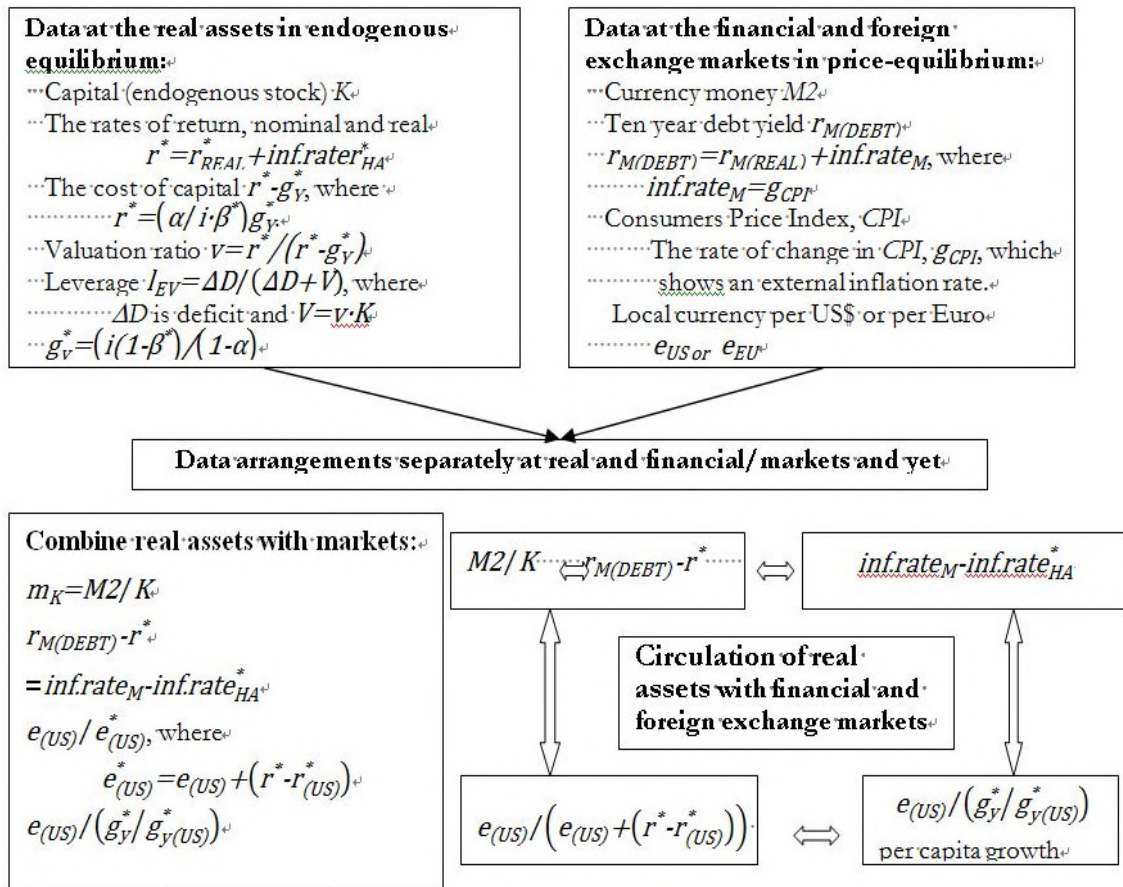 Data at the real assets in endogenous
equilibrium:
Capital (endogenous stock) K
The rates of return, nominal and real
r*=r*REAL+inf.rater*HA
The cost of capital r*-g*Y, where
r*=(α/i·β*)g*Y.
Valuation ratio v=r*/(r*-g*Y)
Leverage lEV=ΔD/(ΔD+V), where
ΔD is deficit and V=v·K
g*v=(i(1-β*)/(1-α)
Data at the financial and foreign
exchange markets in price-equilibrium:
Currency money M2
Ten year debt yield rM(DEBT)
rM(DEBT)=rM(REAL)+inf.rateM, where
inf.rateM=gCPI
Consumers Price Index, CPI
The rate of change in CPI, gCPI, which
shows an external inflation rate.
Local currency per US$ or per Euro
eUS or eEU
Data arrangements separately at real and financial/markets and yet
Combine real assets with markets:
mK=M2/K
rM(DEBT)-r*
=inf.rateM-inf.rate*HA
e(US)/e*(US), where
e*(US)=e(US)+(r*-r*(US))
e(US)/(g*y/g*y(US))
M2/K ⇔ rM(DEBT)-r*
⇔
inf.rateM-inf.rate*HA
Circulation of real
assets with financial and
foreign exchange markets
e(US)/(e(US)+(r*-r*(US)))
⇔
e(US)/(g*y/g*y(US))
per capita growth